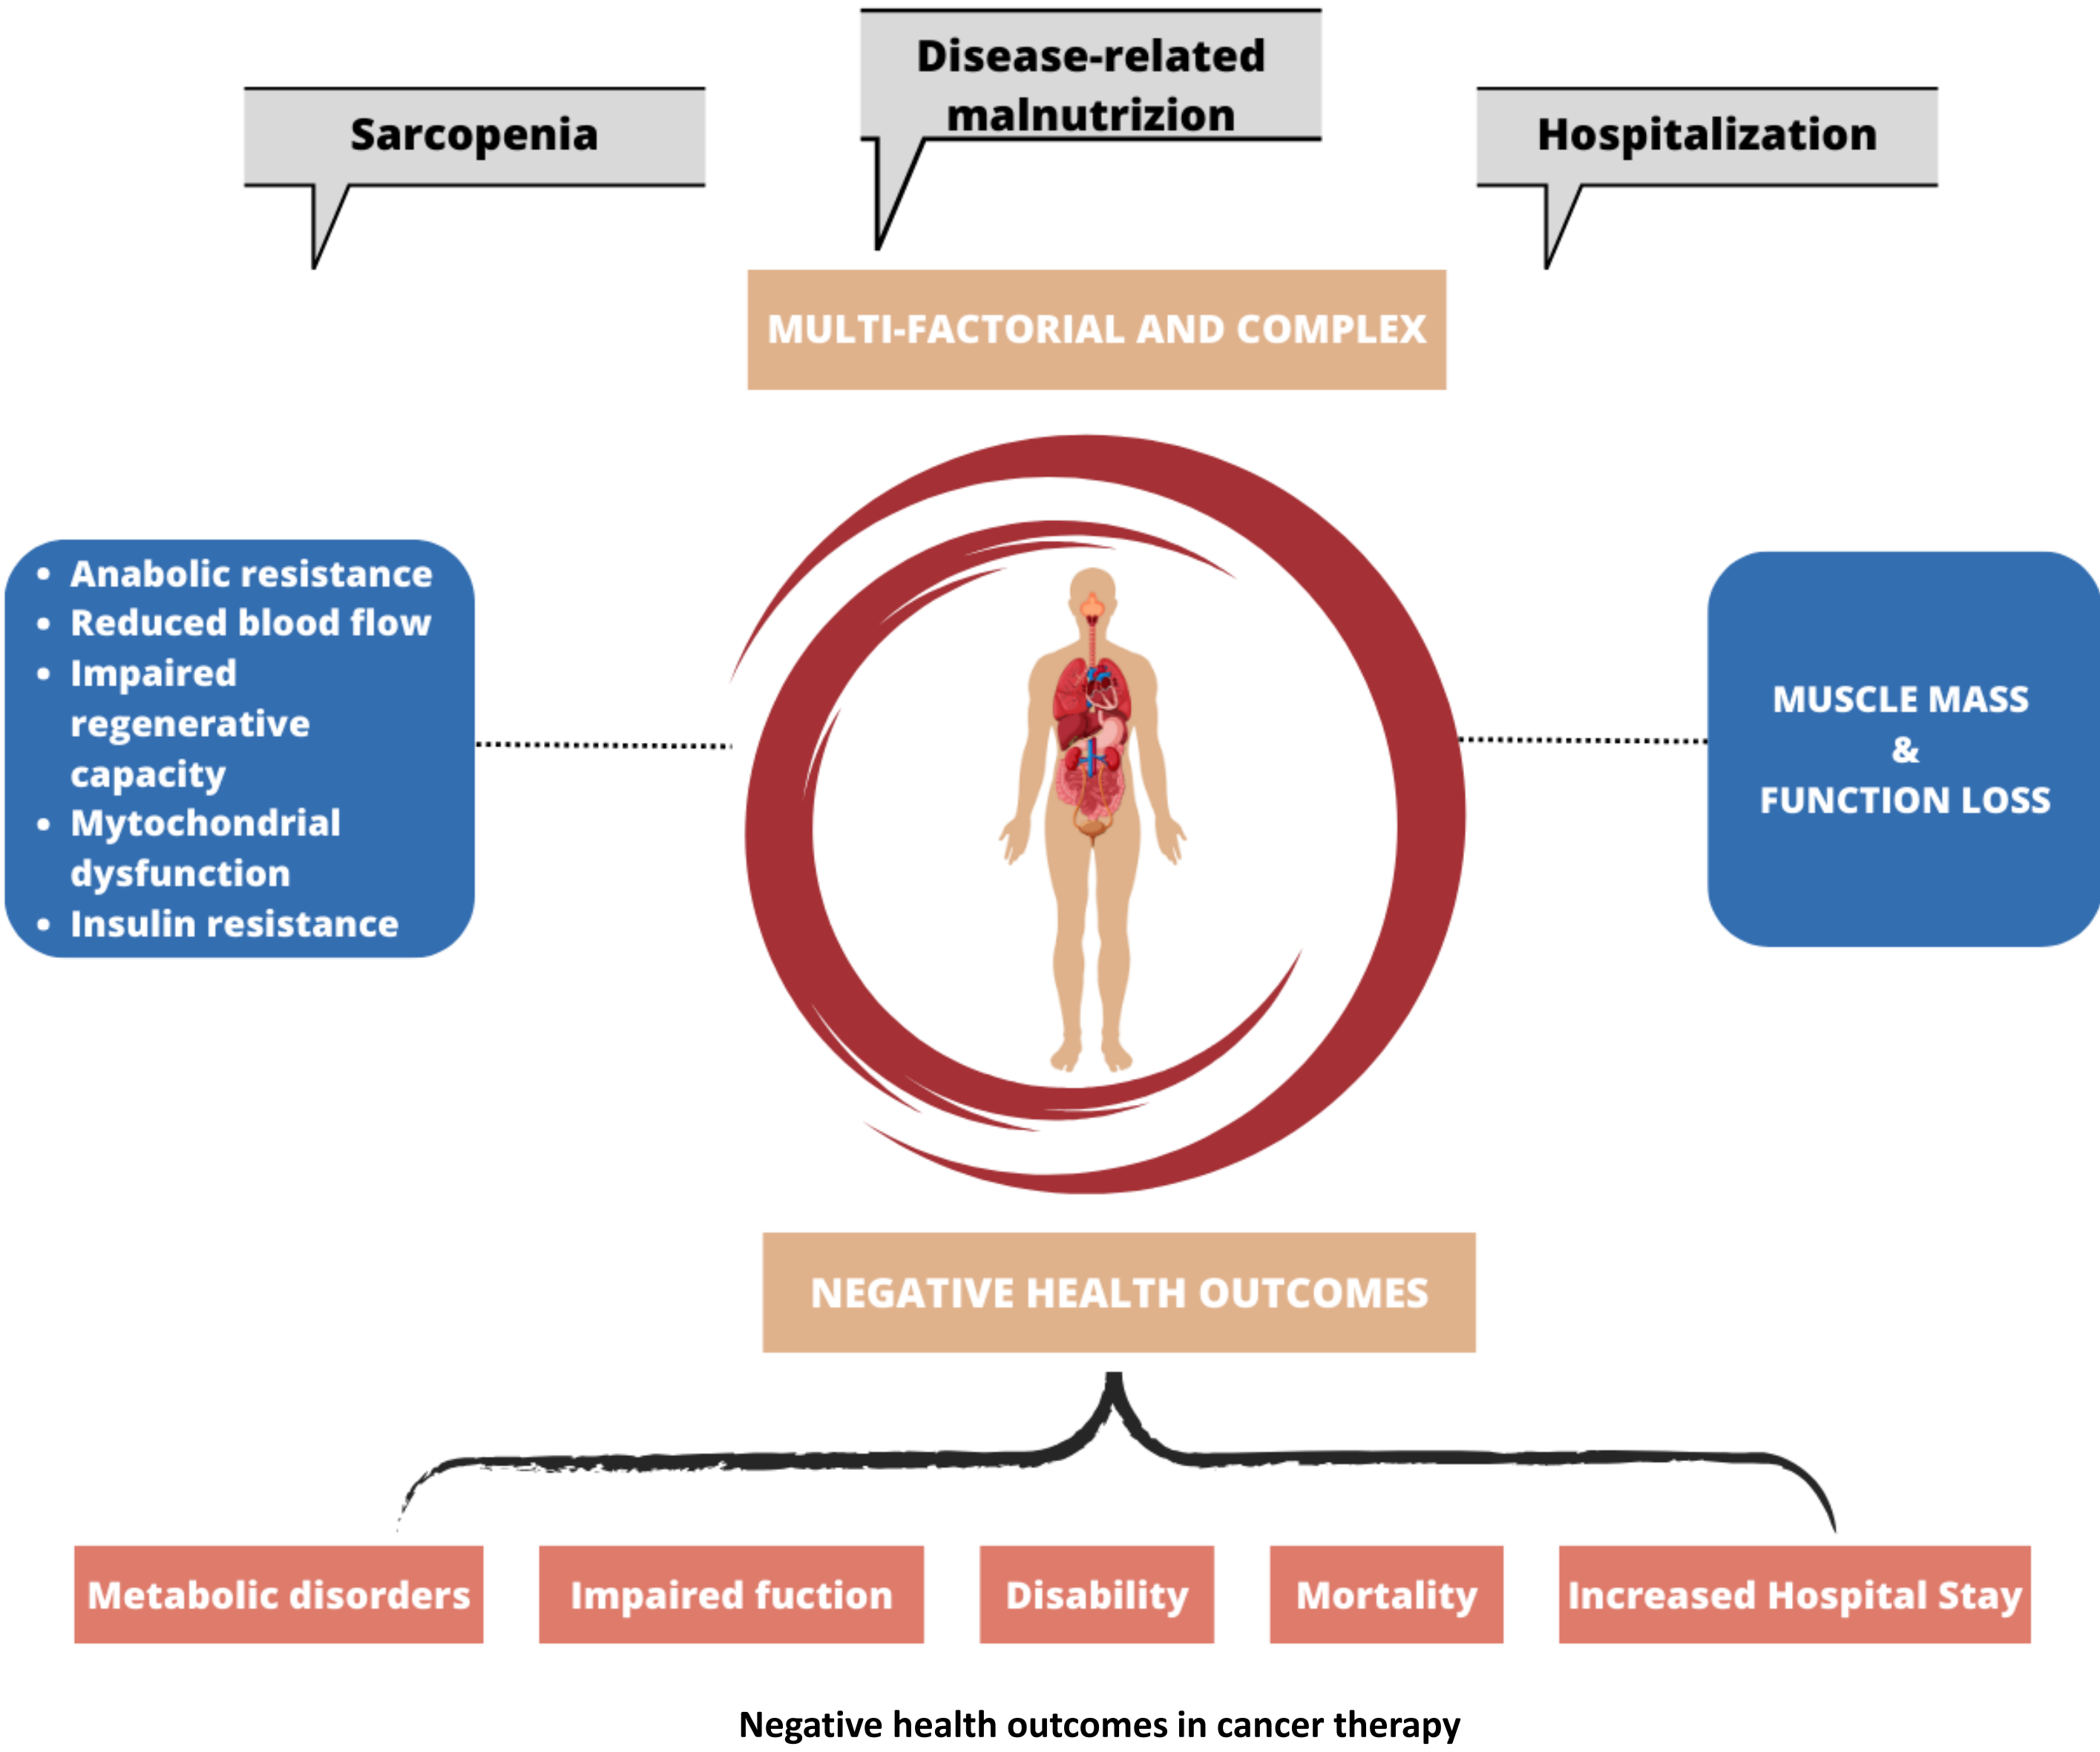 Disease-related
malnutrizion
Sarcopenia
Hospitalization
MULTI-FACTORIAL AND COMPLEX
• Anabolic resistance
• Reduced blood flow
• Impaired
regenerative
capacity
• Mytochondrial
dysfunction
• Insulin resistance
MUSCLE MASS
&
FUNCTION LOSS
NEGATIVE HEALTH OUTCOMES
Metabolic disorders
Impaired fuction
Disability
Mortality
Increased Hospital Stay
Negative health outcomes in cancer therapy